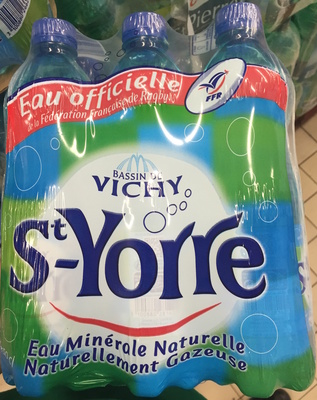 Eau officielle
de la Fédération Française de Rugby
FFR
BASSIN DE
VICHY
St-Yorre
Eau Minérale Naturelle
Naturellement Gazeuse